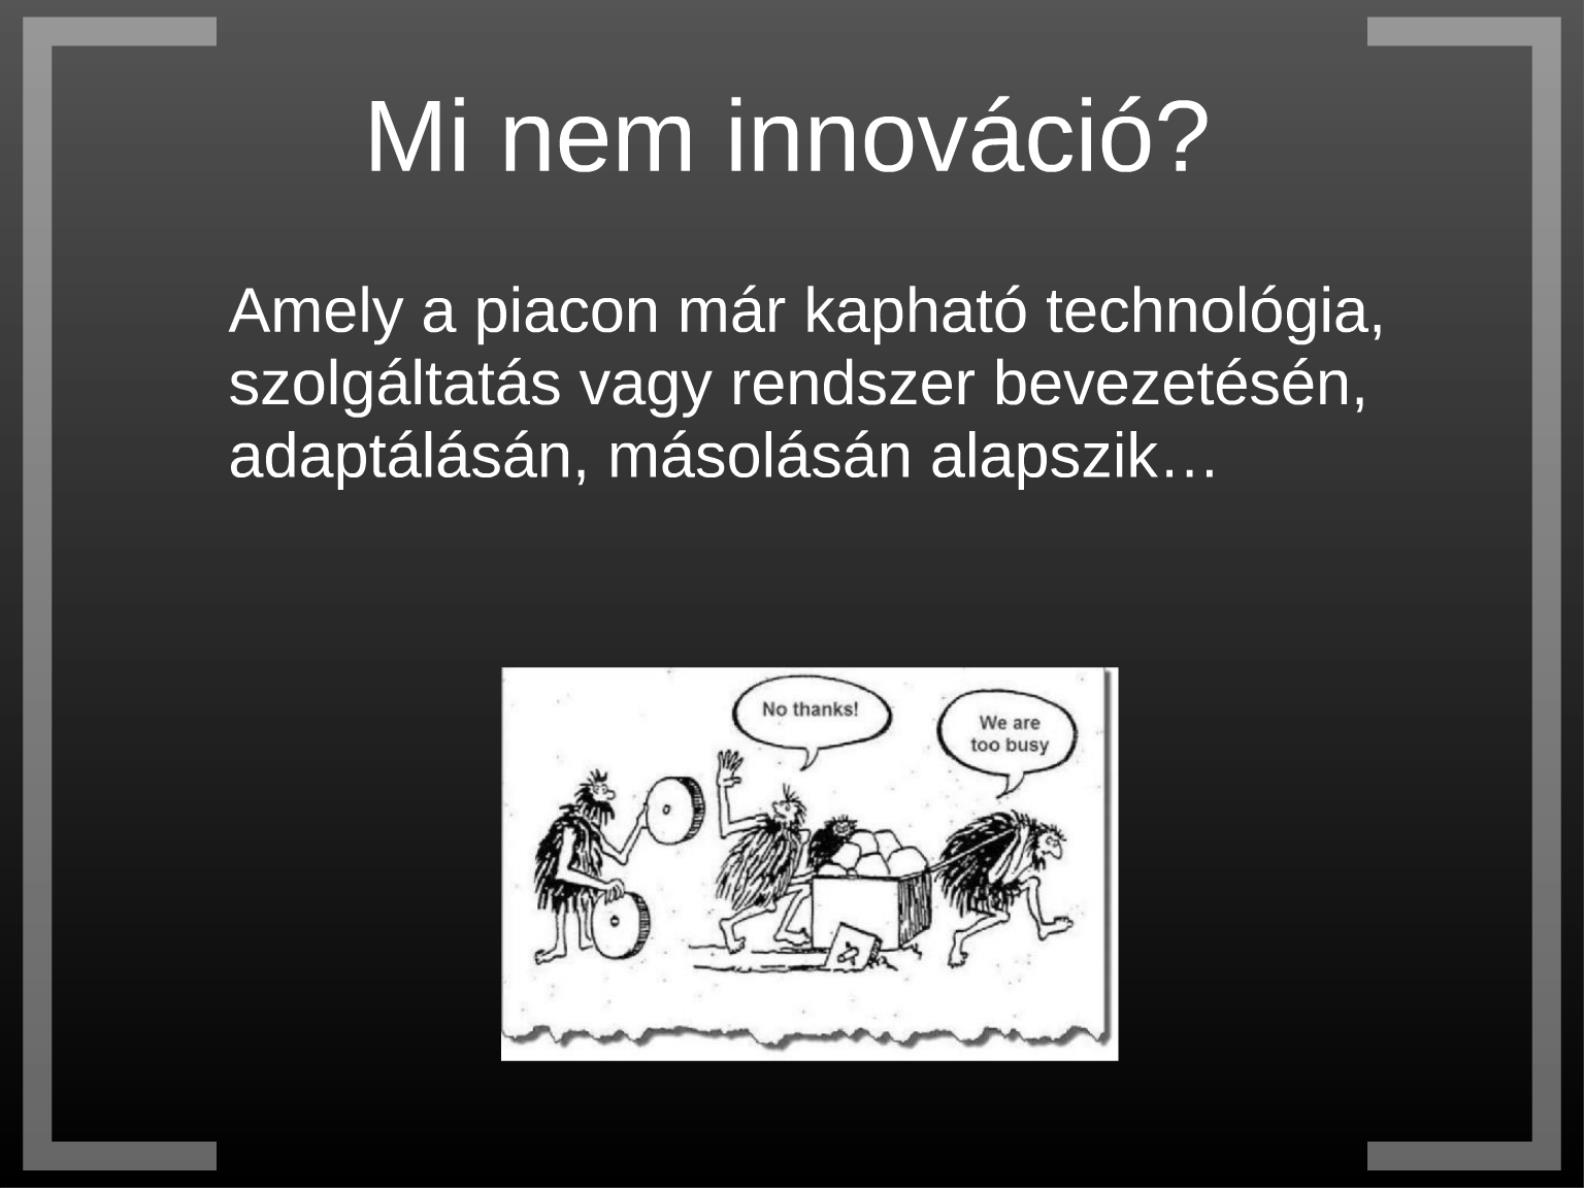 Mi nem innováció?
Amely a piacon már kapható technológia,
szolgáltatás vagy rendszer bevezetésén,
adaptálásán, másolásán alapszik…
No thanks!
We are
too busy